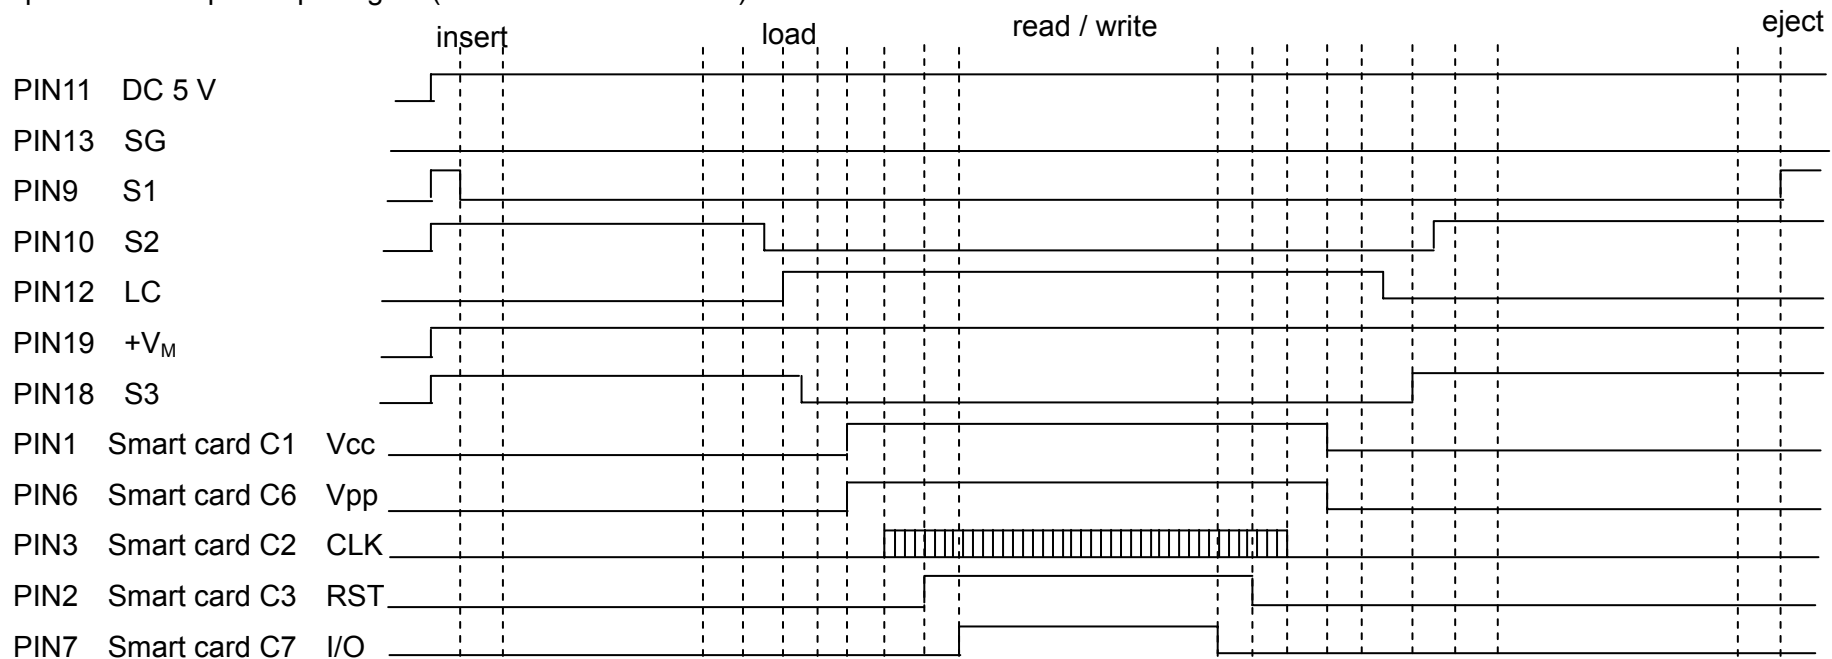 insert load read / write eject
PIN11 DC 5 V
PIN13 SG
PIN9 S1
PIN10 S2
PIN12 LC
PIN19 +VM
PIN18 S3
PIN1 Smart card C1 Vcc
PIN6 Smart card C6 Vpp
PIN3 Smart card C2 CLK
PIN2 Smart card C3 RST
PIN7 Smart card C7 I/O